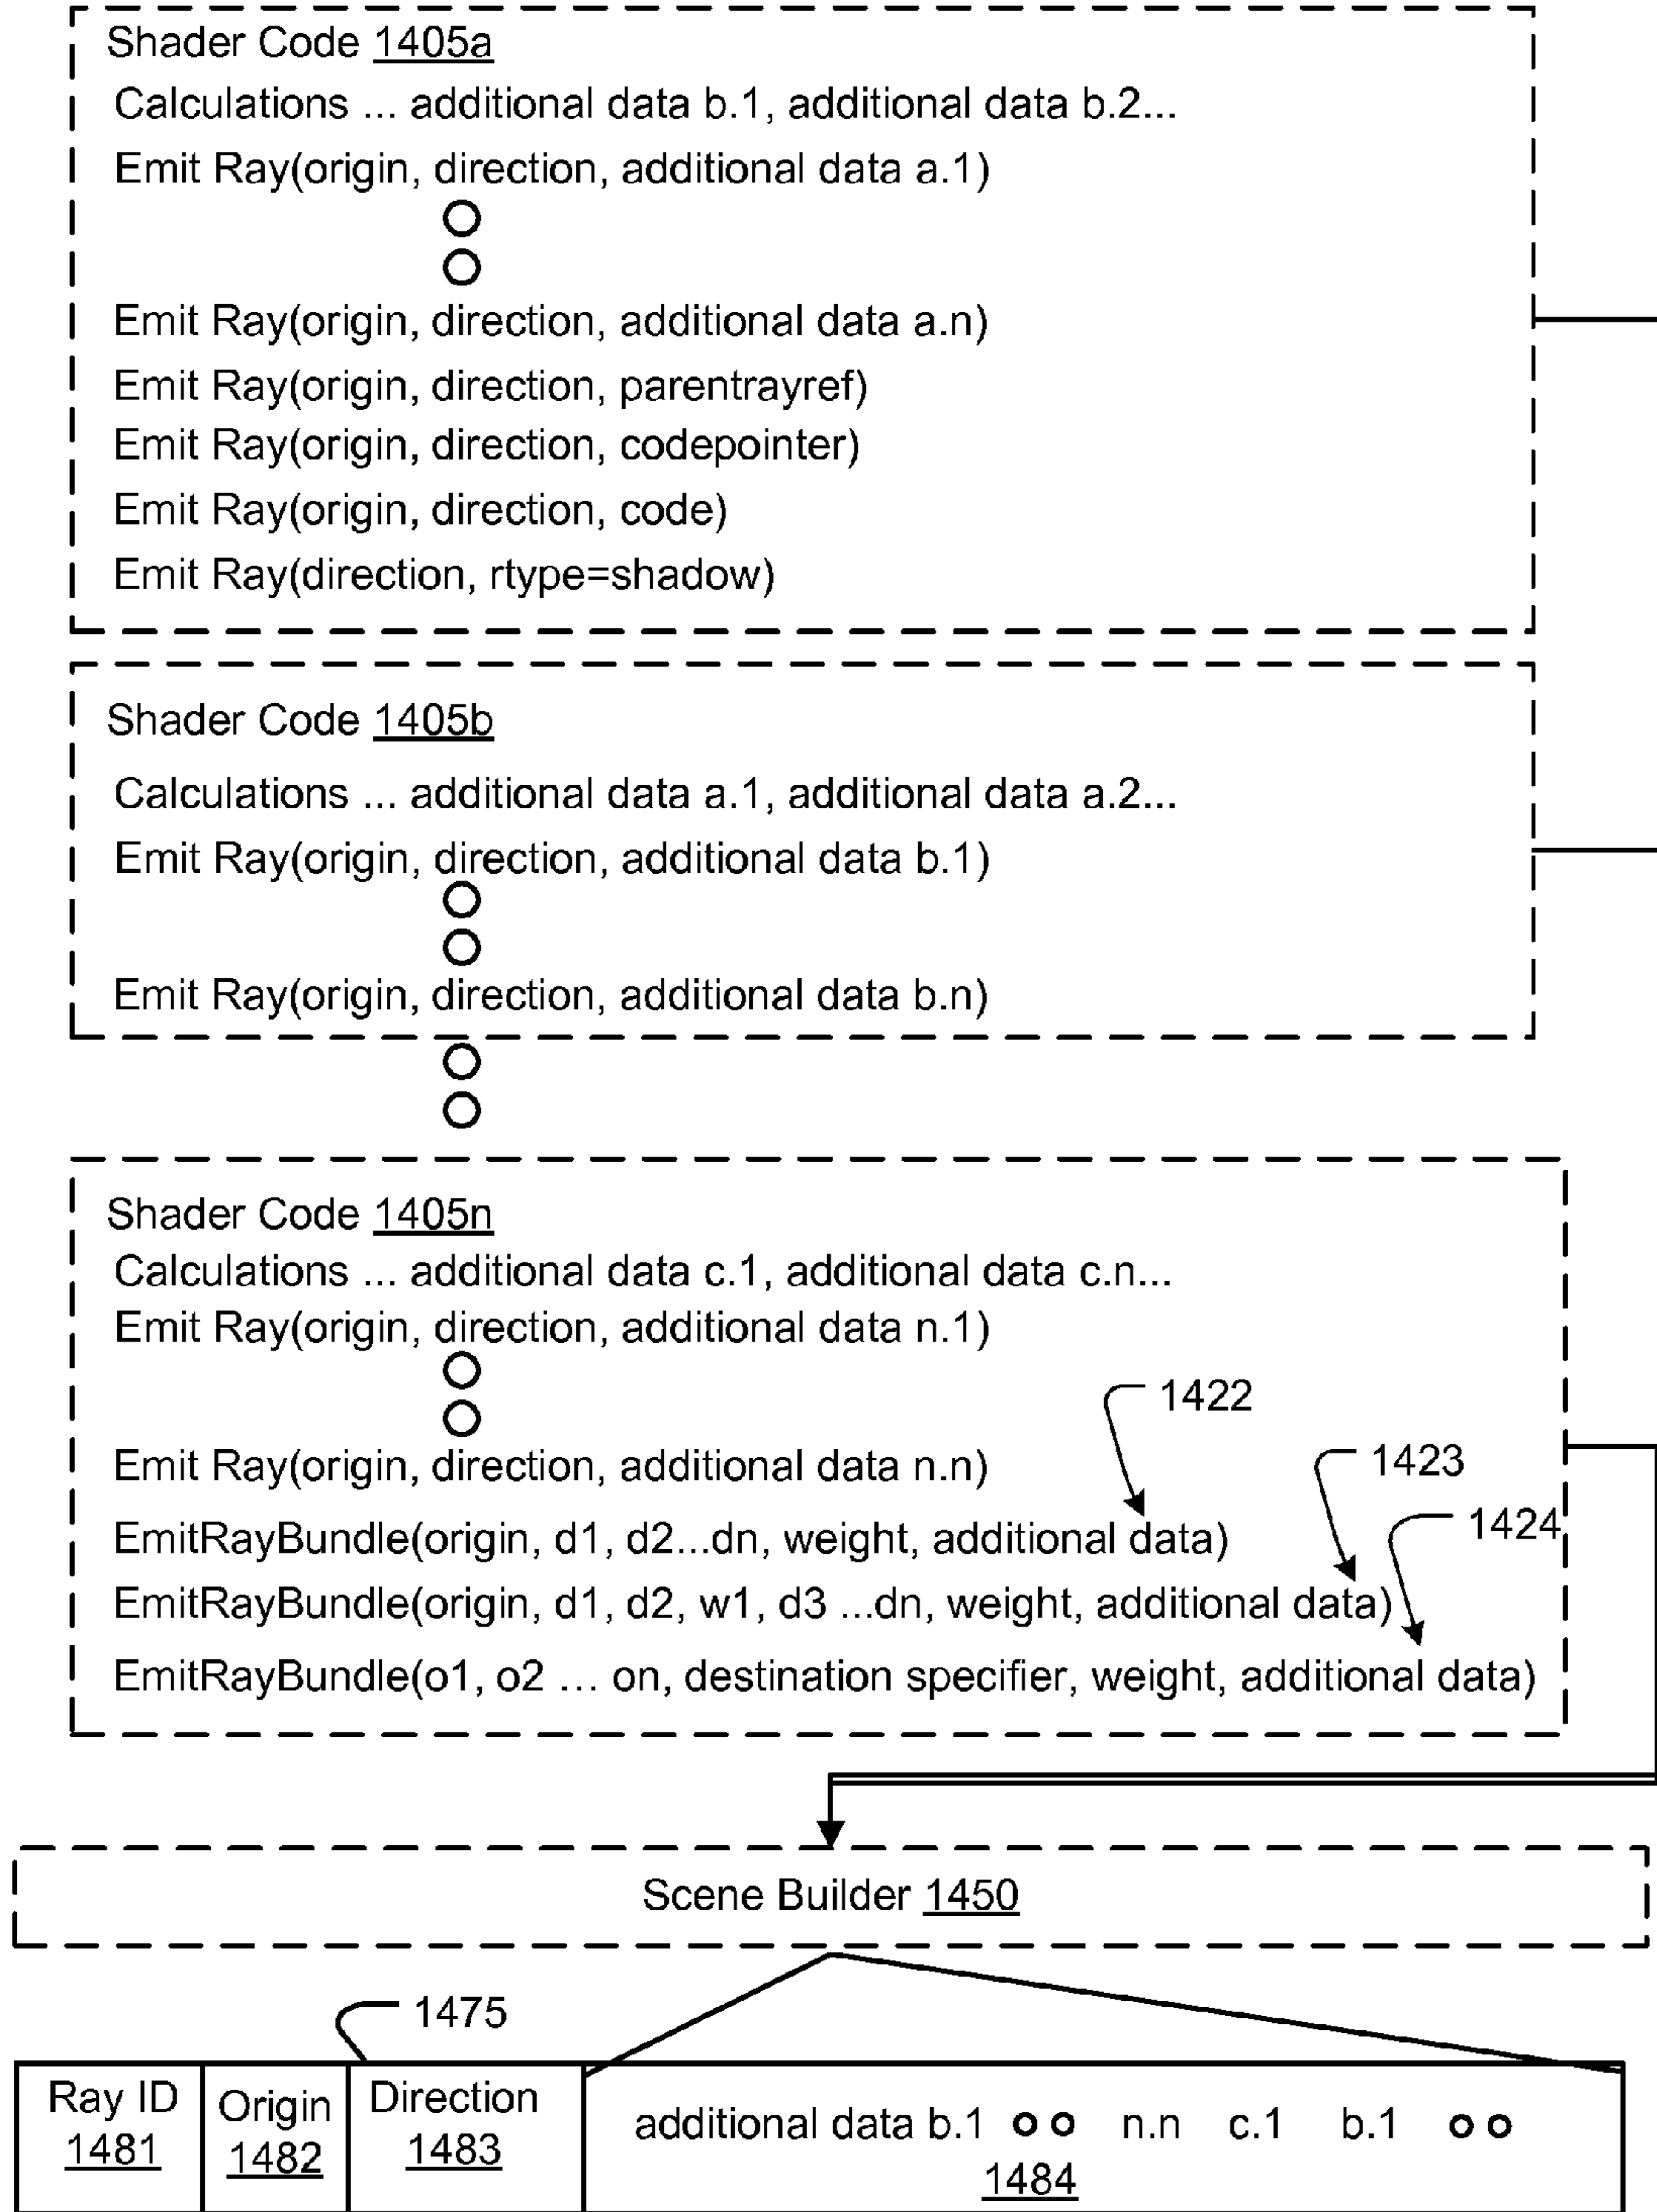 Shader Code 1405a
Calculations ... additional data b.1, additional data b.2...
Emit Ray(origin, direction, additional data a.1)
Emit Ray(origin, direction, additional data a.n)
Emit Ray(origin, direction, parentrayref)
Emit Ray(origin, direction, codepointer)
Emit Ray(origin, direction, code)
Emit Ray(direction, rtype=shadow)
Shader Code 1405b
Calculations ... additional data a.1, additional data a.2...
Emit Ray(origin, direction, additional data b.1)
Emit Ray(origin, direction, additional data b.n)
Shader Code 1405n
Calculations ... additional data c.1, additional data c.n...
Emit Ray(origin, direction, additional data n.1)
1422
Emit Ray(origin, direction, additional data n.n)
1423
1424
EmitRayBundle(origin, d1, d2...dn, weight, additional data)
EmitRayBundle(origin, d1, d2, w1, d3 ...dn, weight, additional data)
EmitRayBundle(o1, o2 ... on, destination specifier, weight, additional data)
Scene Builder 1450
1475
Ray ID
1481
Origin
1482
Direction
1483
additional data b.1 n.n c.1 b.1
1484